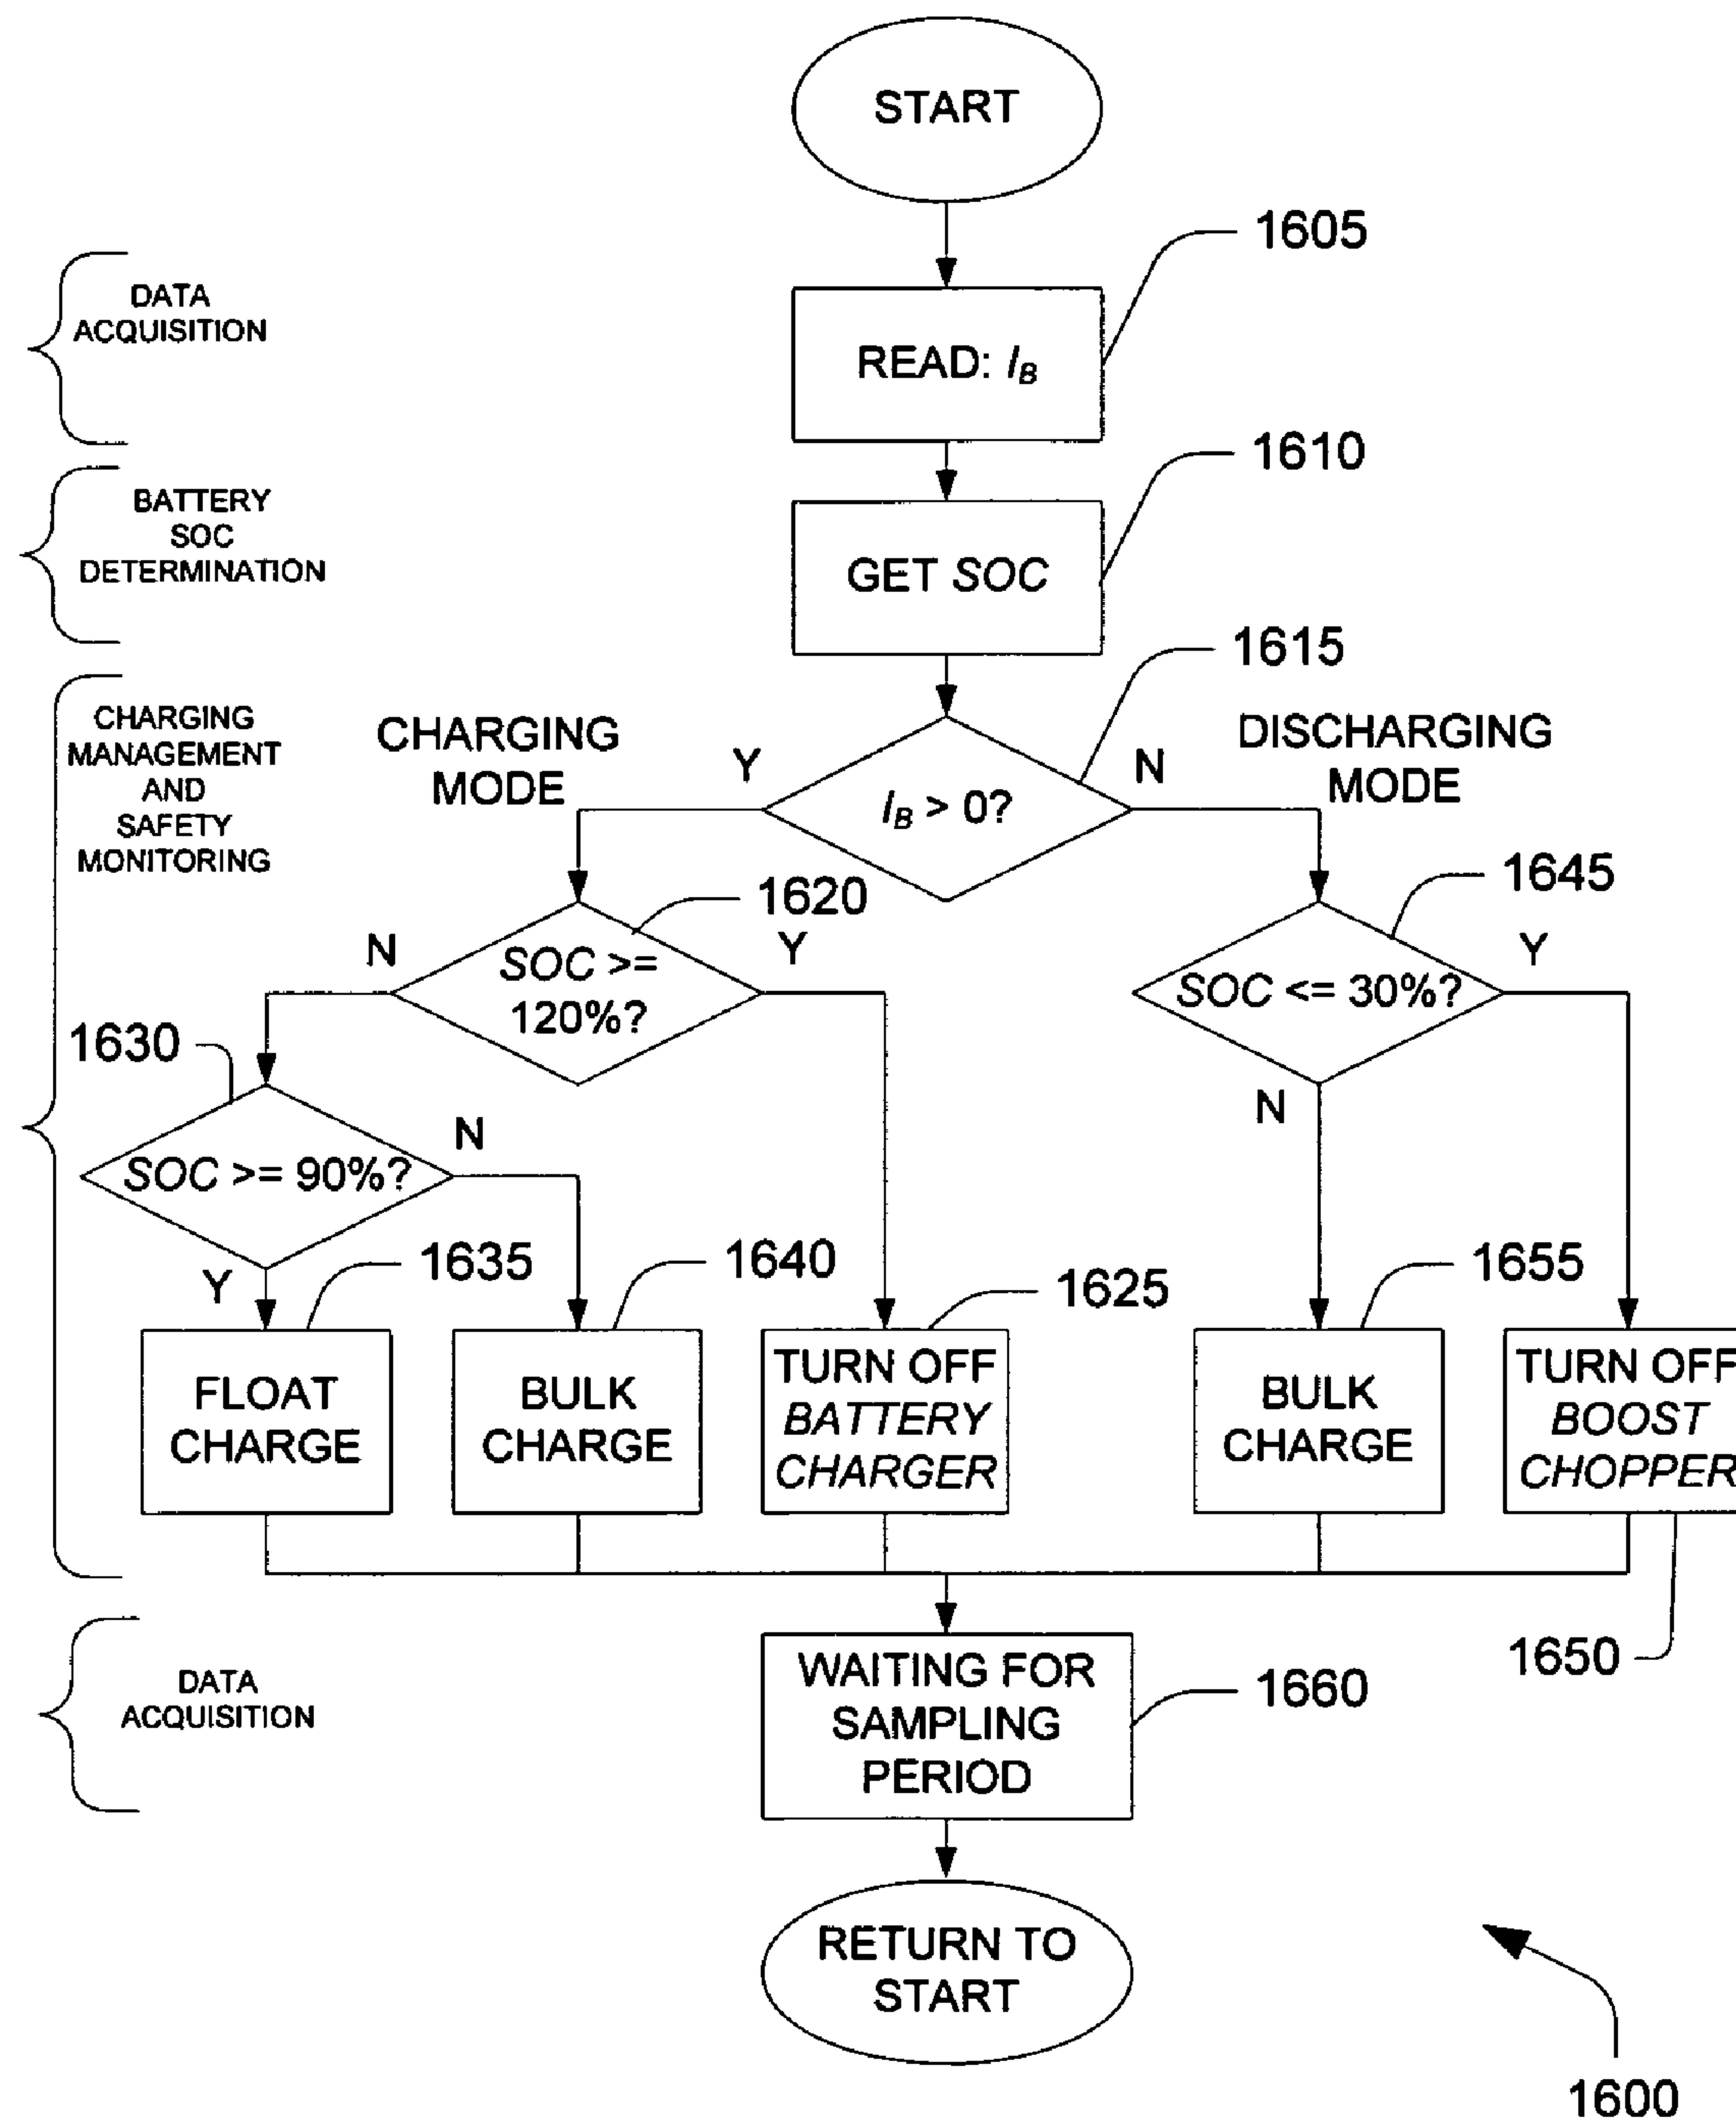 START
1605
DATA
ACQUISITION
READ: I_B
1610
BATTERY
SOC
DETERMINATION
GET SOC
1615
CHARGING
MANAGEMENT
AND
SAFETY
MONITORING
CHARGING
MODE
Y
I_B > 0?
N
DISCHARGING
MODE
1620
1645
N
SOC >=
120%?
Y
SOC <= 30%?
Y
1630
N
SOC >= 90%?
N
Y
1635
1640
1625
1655
FLOAT
CHARGE
BULK
CHARGE
TURN OFF
BATTERY
CHARGER
BULK
CHARGE
TURN OFF
BOOST
CHOPPER
1650
DATA
ACQUISITION
WAITING FOR
SAMPLING
PERIOD
1660
RETURN TO
START
1600